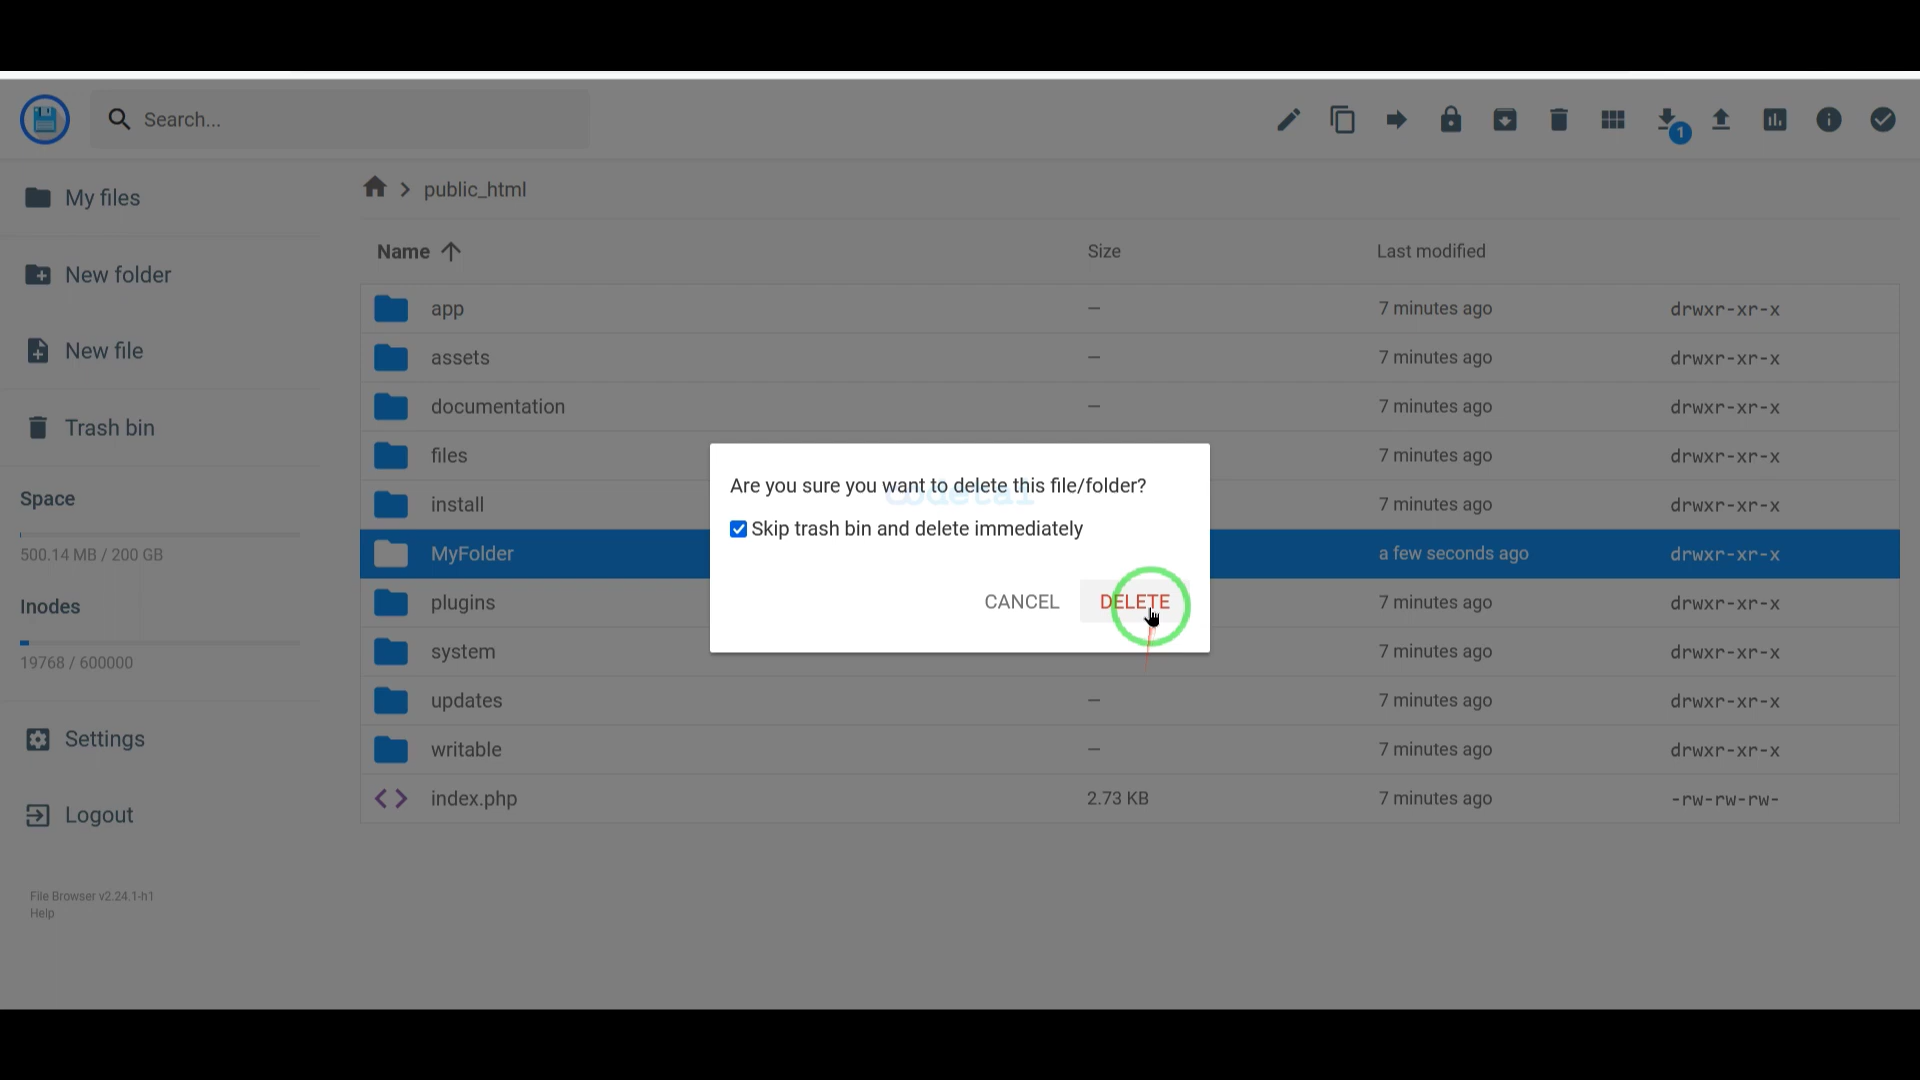 Search...
1
My files
New folder
New file
Trash bin
Space
500.14 MB / 200 GB
Inodes
19768 / 600000
Settings
Logout
File Browser v2.24.1-h1
Help
public_html
Name Size Last modified
app — 7 minutes ago drwxr-xr-x
assets — 7 minutes ago drwxr-xr-x
documentation — 7 minutes ago drwxr-xr-x
files 7 minutes ago drwxr-xr-x
install 7 minutes ago drwxr-xr-x
MyFolder a few seconds ago drwxr-xr-x
plugins 7 minutes ago drwxr-xr-x
system 7 minutes ago drwxr-xr-x
updates — 7 minutes ago drwxr-xr-x
writable — 7 minutes ago drwxr-xr-x
index.php 2.73 KB 7 minutes ago -rw-rw-rw-
Are you sure you want to delete this file/folder?
Skip trash bin and delete immediately
CANCEL DELETE